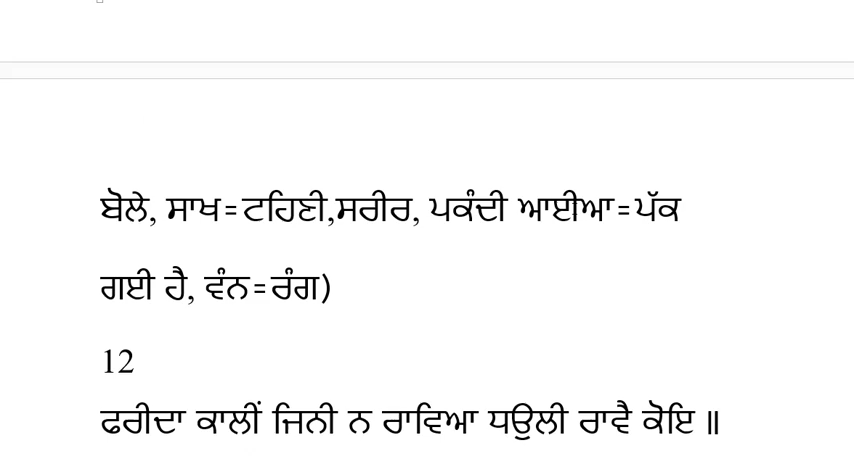 ਬੋਲੇ, ਸਾਖ=ਟਹਿਣੀ,ਸਰੀਰ, ਪਕੰਦੀ ਆਈਆ=ਪੱਕ
ਗਈ ਹੈ, ਵੰਨ=ਰੰਗ)
12
ਫਰੀਦਾ ਕਾਲੀਂ ਜਿਨੀ ਨ ਰਾਵਿਆ ਧਉਲੀ ਰਾਵੈ ਕੋਇ ॥